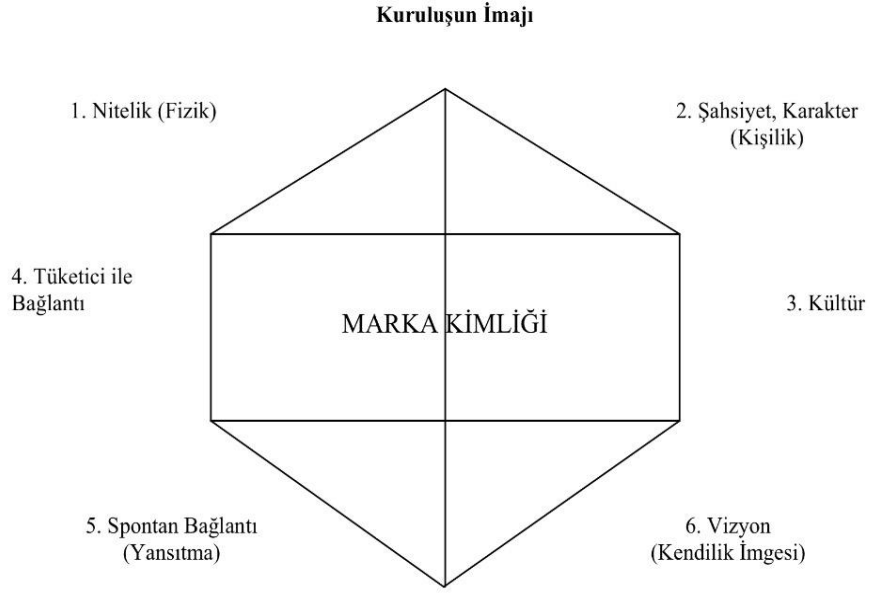 Kuruluşun İmajı
1. Nitelik (Fizik)
2. Şahsiyet, Karakter
(Kişilik)
4. Tüketici ile
Bağlantı
MARKA KİMLİĞİ
3. Kültür
5. Spontan Bağlantı
(Yansıtma)
6. Vizyon
(Kendilik İmgesi)